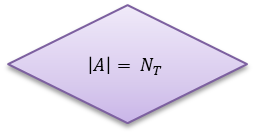 |A| = N_T